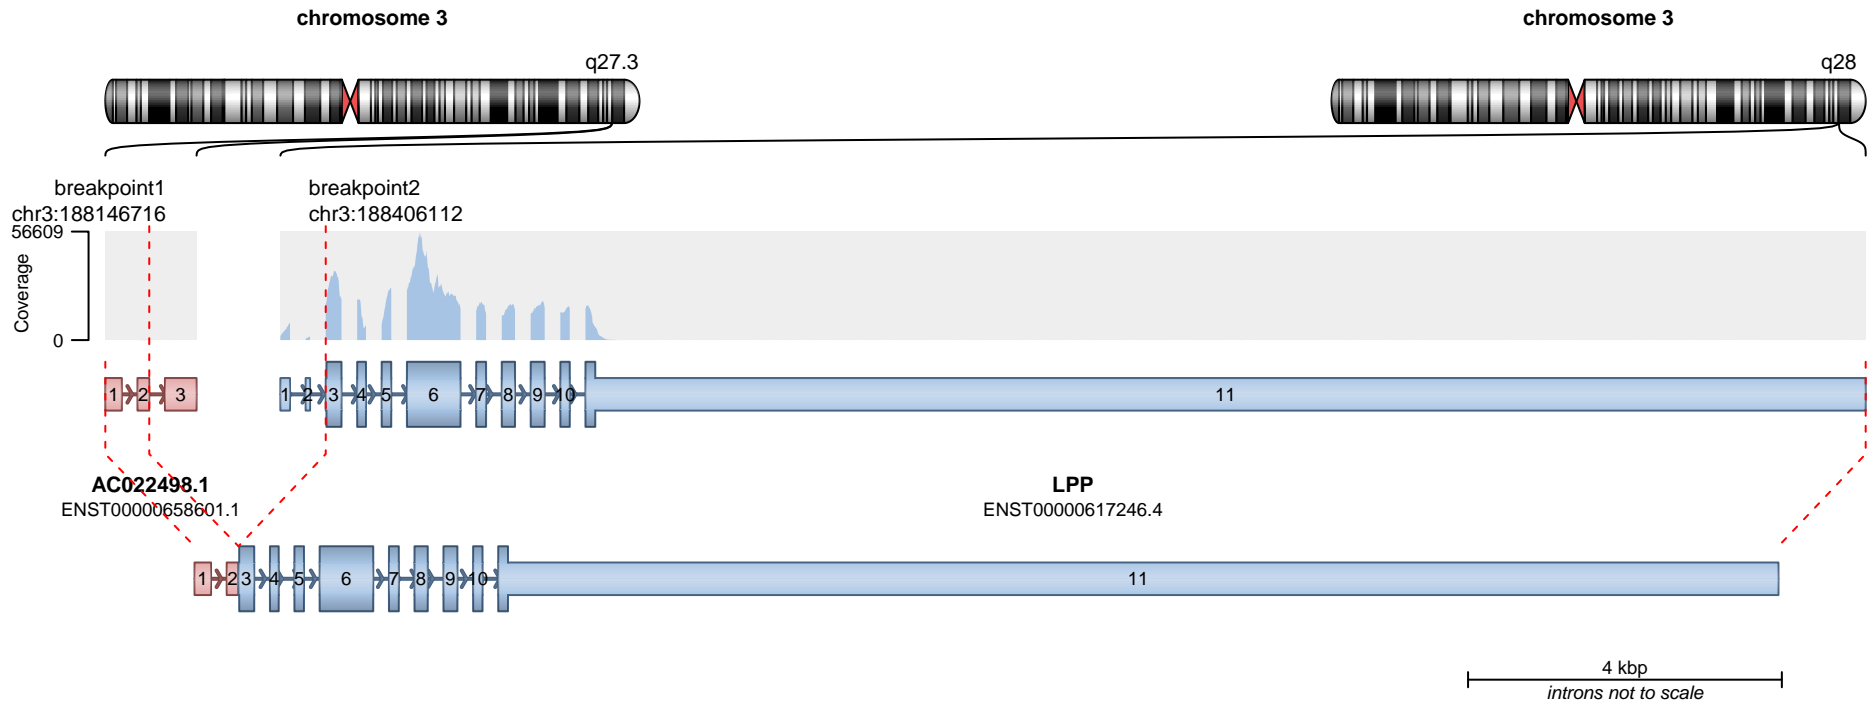 chromosome 3
chromosome 3
q27.3
q28
breakpoint1
chr3:188146716
breakpoint2
chr3:188406112
56609
Coverage
0
1 2 3
1 2 3 4 5 6 7 8 9 10 11
AC022498.1
ENST00000658601.1
LPP
ENST00000617246.4
1 2 3 4 5 6 7 8 9 10 11
4 kbp
introns not to scale